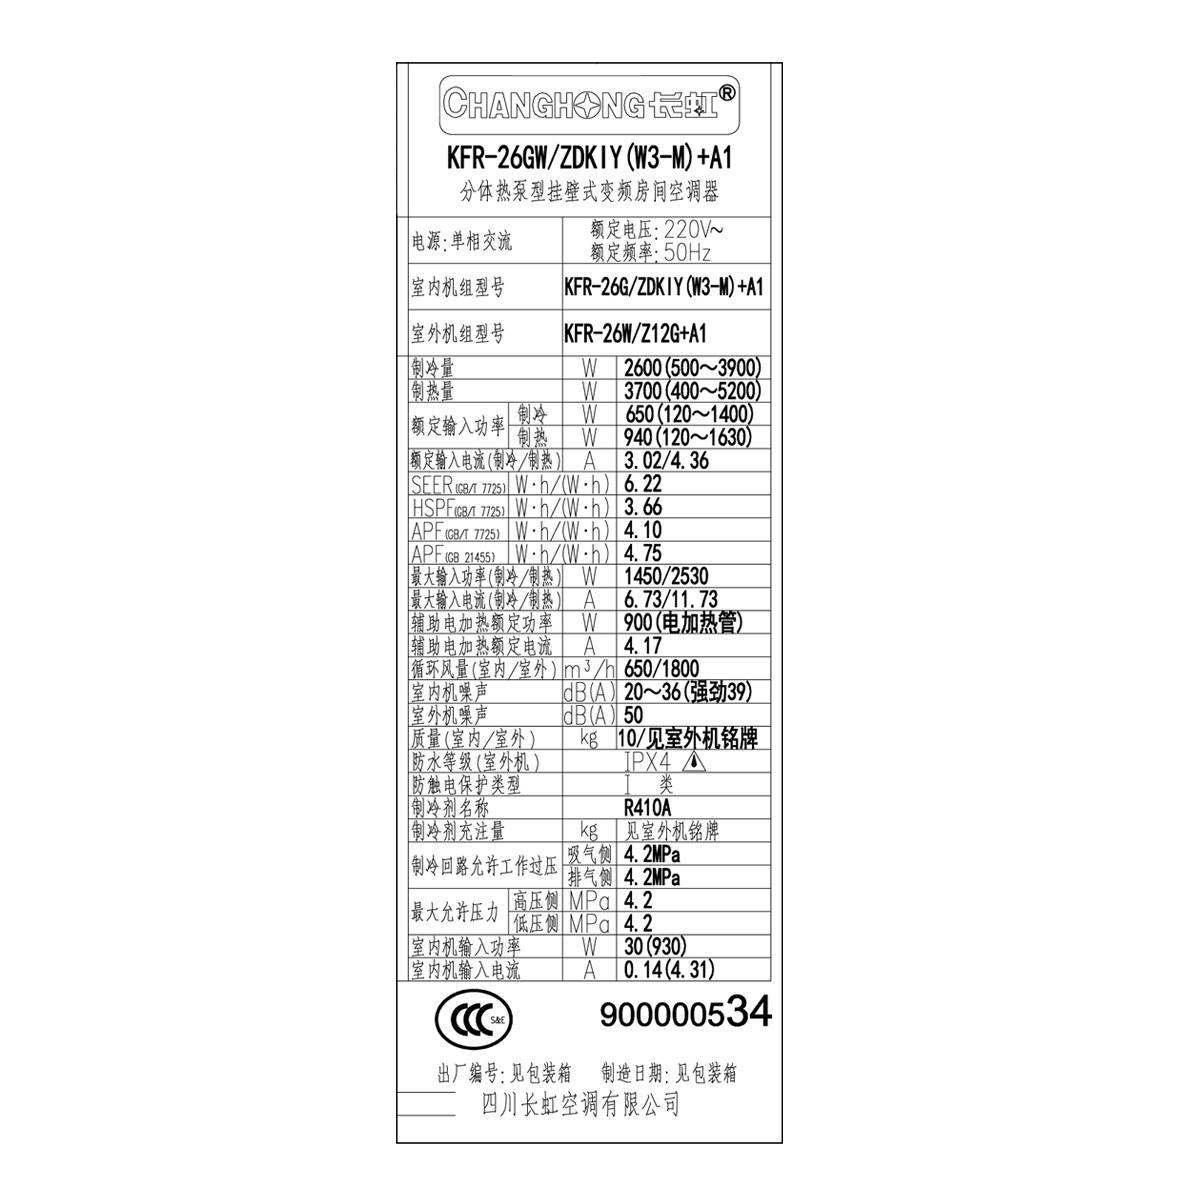 CHANGHONG长虹®
KFR-26GW/ZDKIY(W3-M)+A1
分体热泵型挂壁式变频房间空调器
电源:单相交流 额定电压:220V~
额定频率:50Hz
室内机组型号 KFR-26G/ZDKIY(W3-M)+A1
室外机组型号 KFR-26W/Z12G+A1
制冷量 W 2600(500～3900)
制热量 W 3700(400～5200)
额定输入功率 制冷 W 650(120～1400)
制热 W 940(120～1630)
额定输入电流(制冷/制热) A 3.02/4.36
SEER(GB/T 7725) W·h/(W·h) 6.22
HSPF(GB/T 7725) W·h/(W·h) 3.66
APF(GB/T 7725) W·h/(W·h) 4.10
APF(GB 21455) W·h/(W·h) 4.75
最大输入功率(制冷/制热) W 1450/2530
最大输入电流(制冷/制热) A 6.73/11.73
辅助电加热额定功率 W 900(电加热管)
辅助电加热额定电流 A 4.17
循环风量(室内/室外) m³/h 650/1800
室内机噪声 dB(A) 20～36(强劲39)
室外机噪声 dB(A) 50
质量(室内/室外) kg 10/见室外机铭牌
防水等级(室外机) IPX4
防触电保护类型 I 类
制冷剂名称 R410A
制冷剂充注量 kg 见室外机铭牌
制冷回路允许工作过压 吸气侧 4.2MPa
排气侧 4.2MPa
最大允许压力 高压侧 MPa 4.2
低压侧 MPa 4.2
室内机输入功率 W 30(930)
室内机输入电流 A 0.14(4.31)
CCC S&E 900000534
出厂编号:见包装箱 制造日期:见包装箱
四川长虹空调有限公司